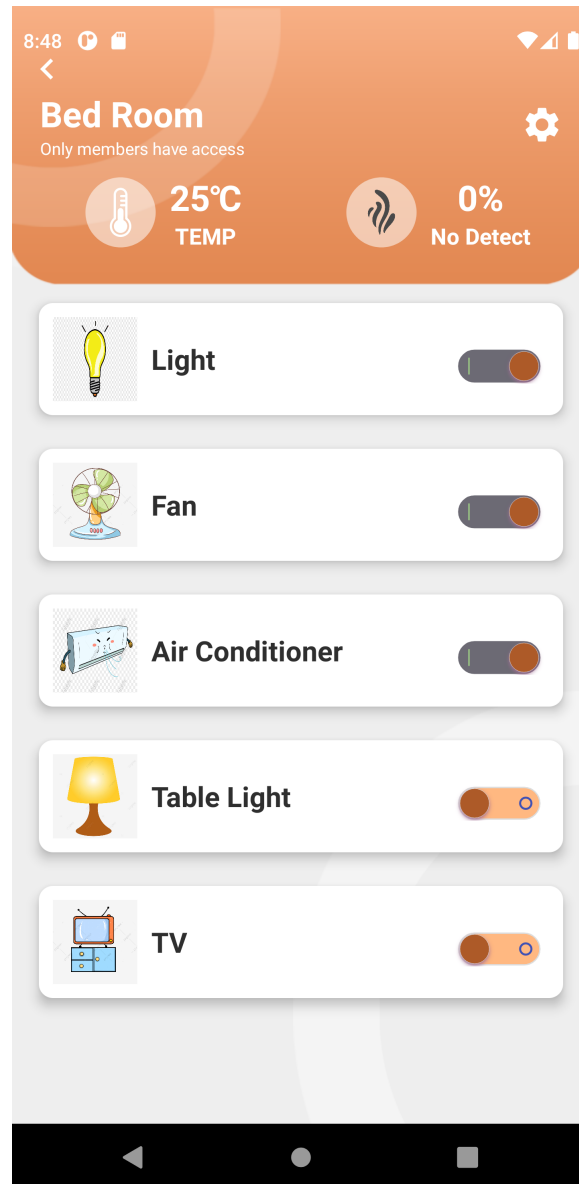 8:48
Bed Room
Only members have access
25°C
TEMP
0%
No Detect
Light
Fan
Air Conditioner
Table Light
TV